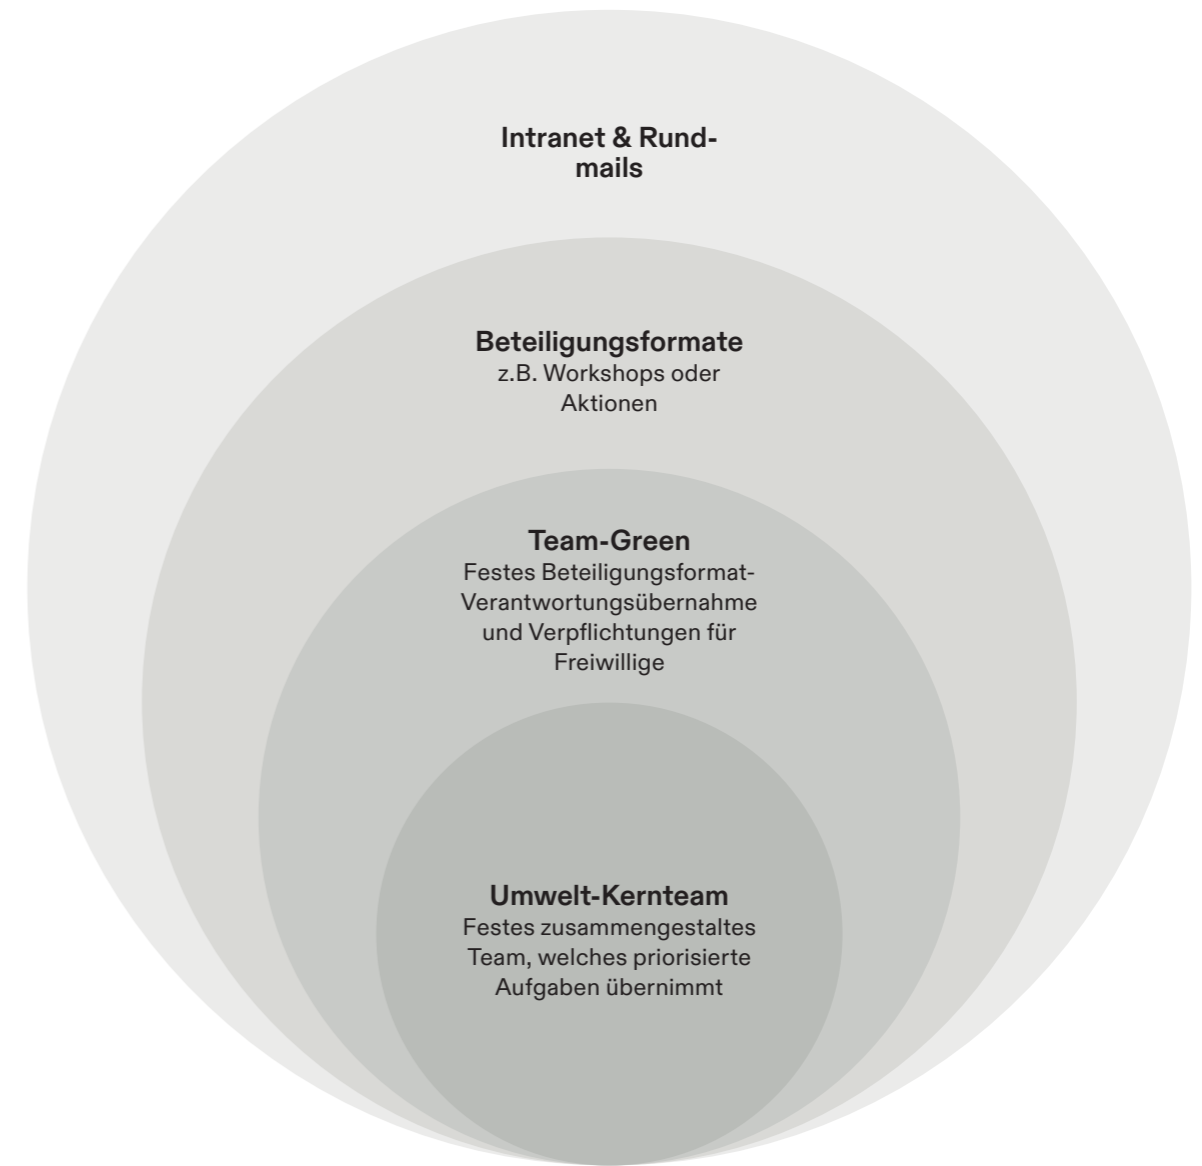 Intranet & Rund-
mails
Beteiligungsformate
z.B. Workshops oder
Aktionen
Team-Green
Festes Beteiligungsformat-
Verantwortungsübernahme
und Verpflichtungen für
Freiwillige
Umwelt-Kernteam
Festes zusammengestaltes
Team, welches priorisierte
Aufgaben übernimmt